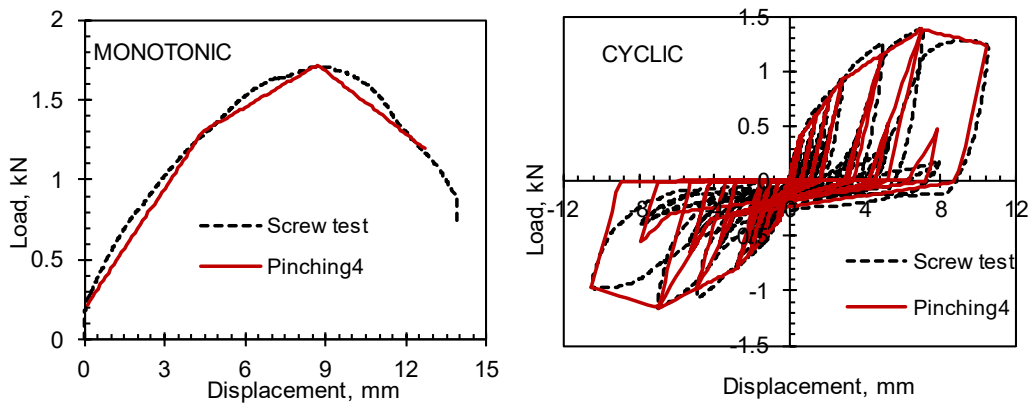 2
1.5
1
0.5
0
MONOTONIC
Screw test
Pinching4
Load, kN
0
3
6
9
12
15
Displacement, mm
1.5
1
0.5
0
-0.5
-1
-1.5
CYCLIC
Load, kN
-12
-8
-4
0
4
8
12
Screw test
Pinching4
Displacement, mm